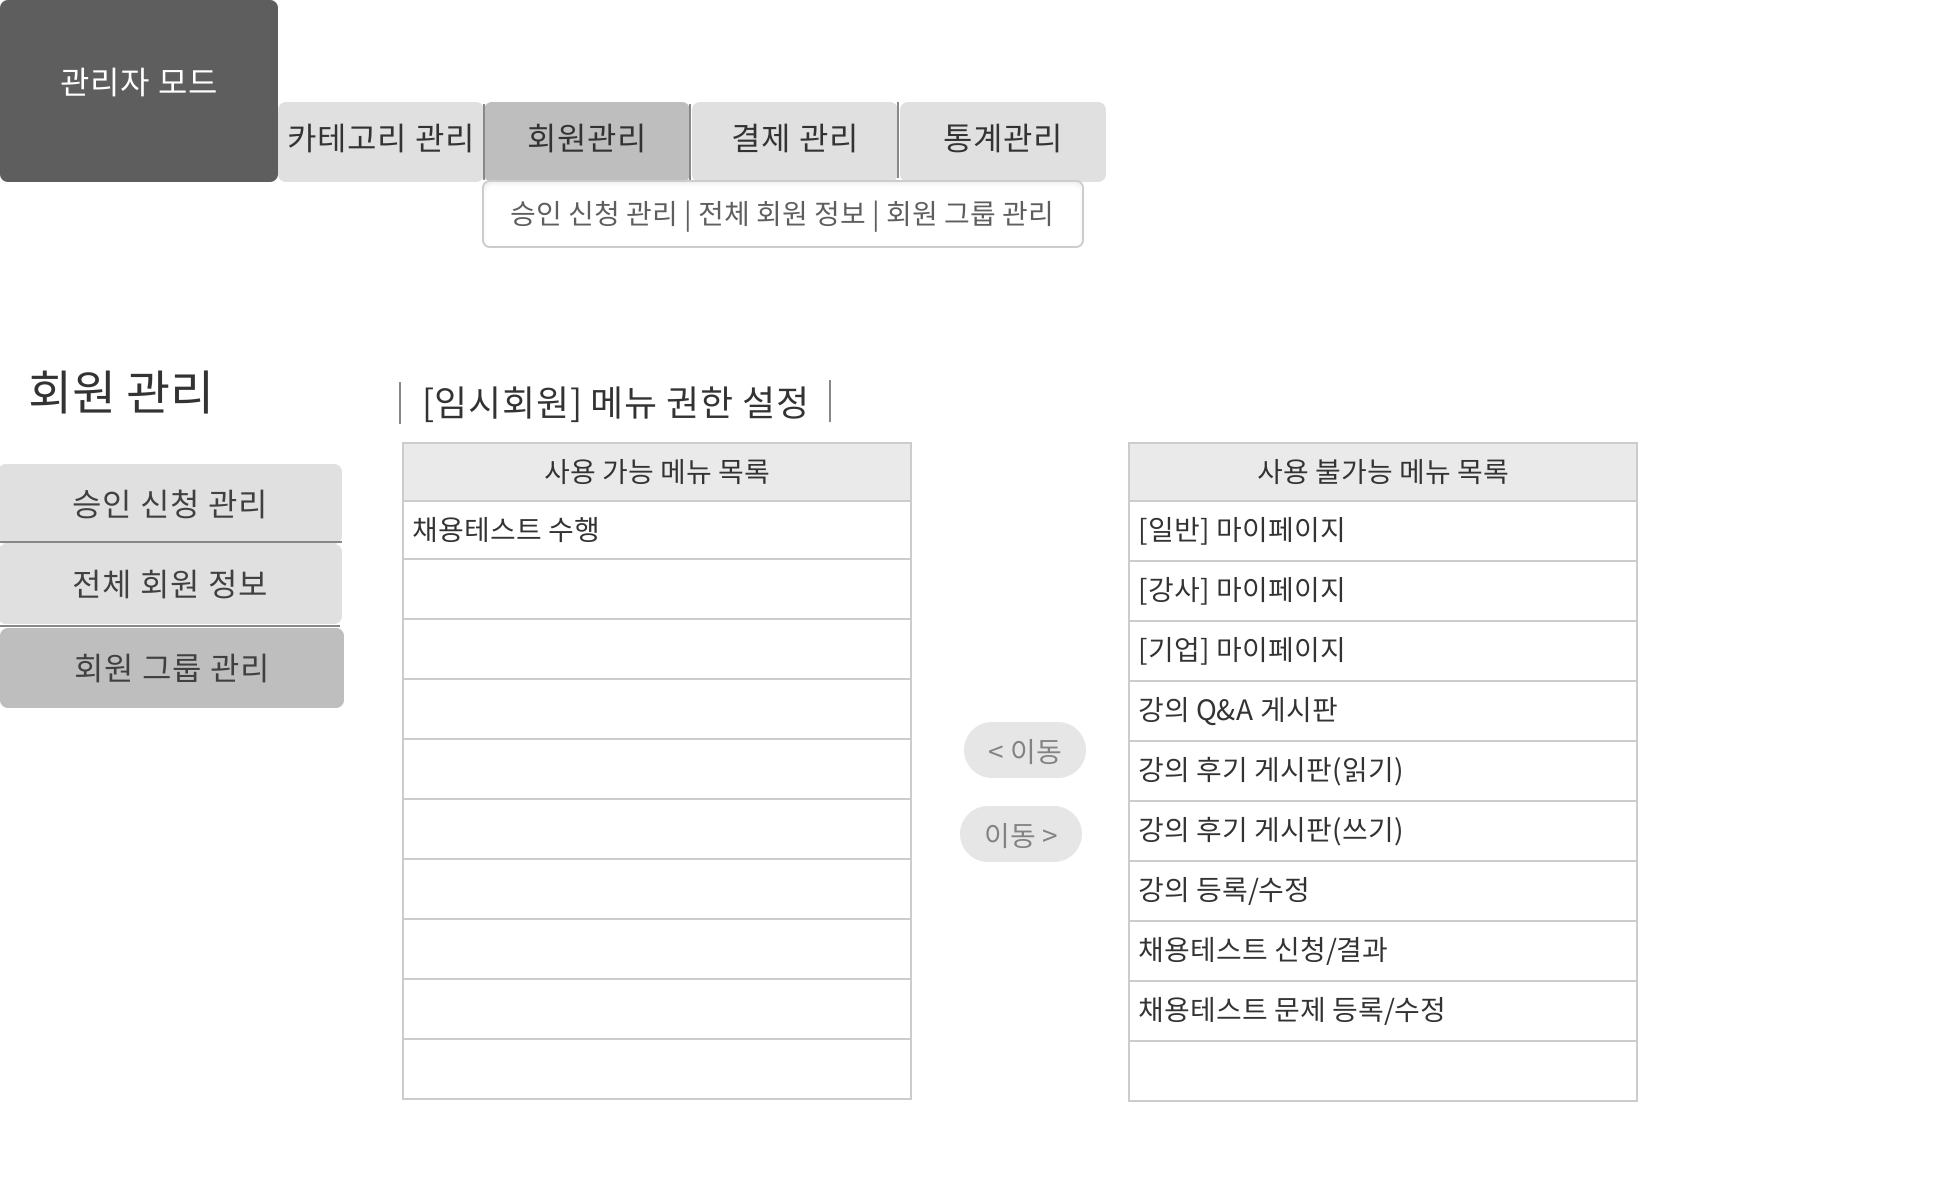 관리자 모드
카테고리 관리
회원관리
결제 관리
통계관리
승인 신청 관리 | 전체 회원 정보 | 회원 그룹 관리
회원 관리
승인 신청 관리
전체 회원 정보
회원 그룹 관리
[임시회원] 메뉴 권한 설정
사용 가능 메뉴 목록
채용테스트 수행
< 이동
이동 >
사용 불가능 메뉴 목록
[일반] 마이페이지
[강사] 마이페이지
[기업] 마이페이지
강의 Q&A 게시판
강의 후기 게시판(읽기)
강의 후기 게시판(쓰기)
강의 등록/수정
채용테스트 신청/결과
채용테스트 문제 등록/수정